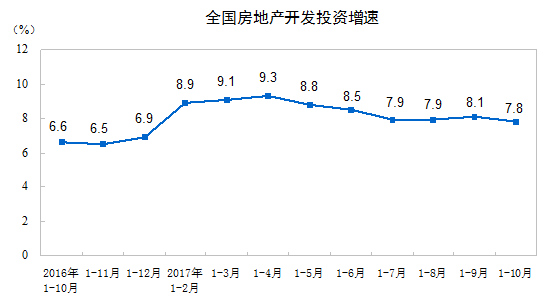 全国房地产开发投资增速
(%)
12
10
8
6
4
2
0
6.6
6.5
6.9
8.9
9.1
9.3
8.8
8.5
7.9
7.9
8.1
7.8
2016年
1-10月
1-11月
1-12月
2017年
1-2月
1-3月
1-4月
1-5月
1-6月
1-7月
1-8月
1-9月
1-10月